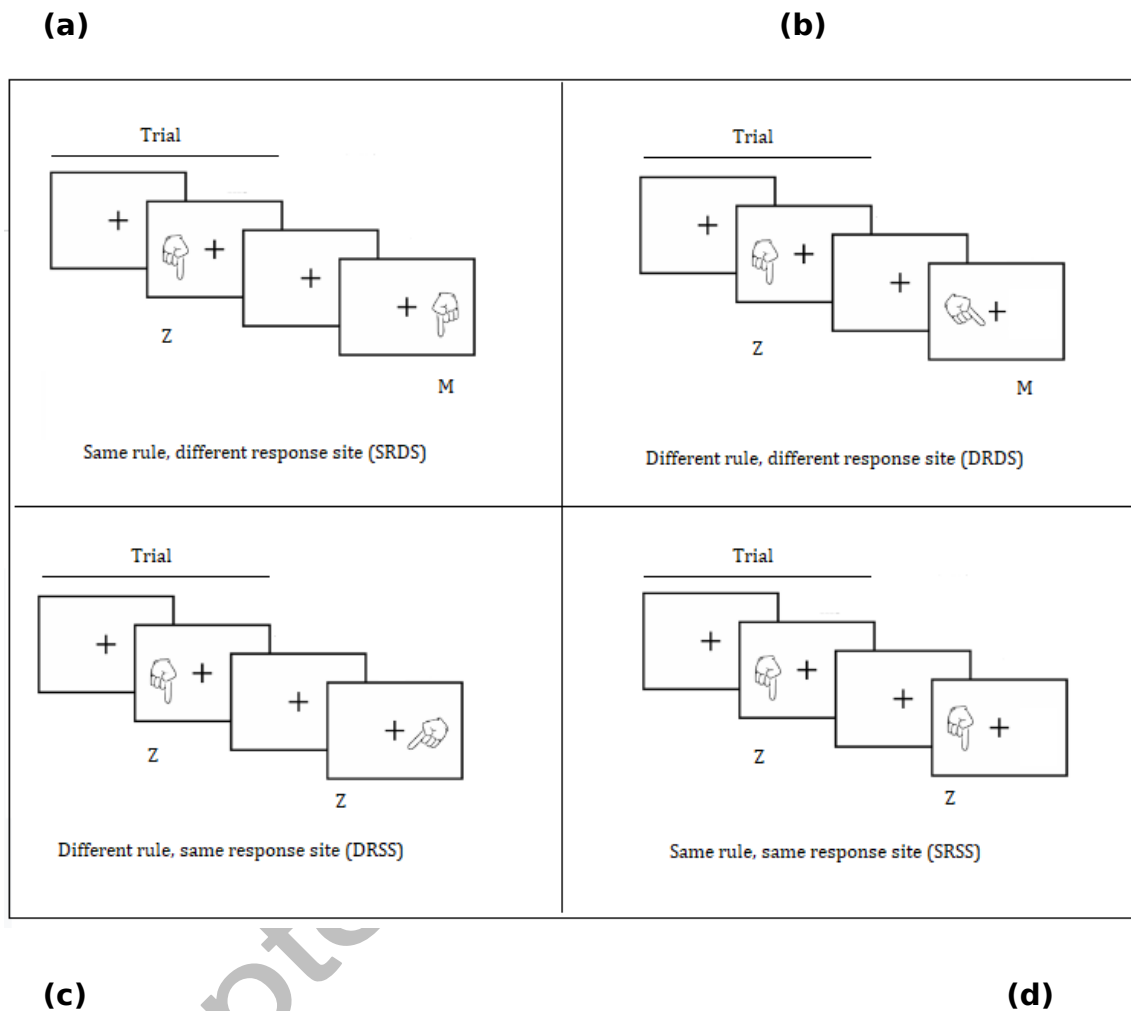 (a) (b)
Trial
Z
M
Same rule, different response site (SRDS)
Trial
Z
M
Different rule, different response site (DRDS)
Trial
Z
Z
Different rule, same response site (DRSS)
Trial
Z
Z
Same rule, same response site (SRSS)
(c) (d)